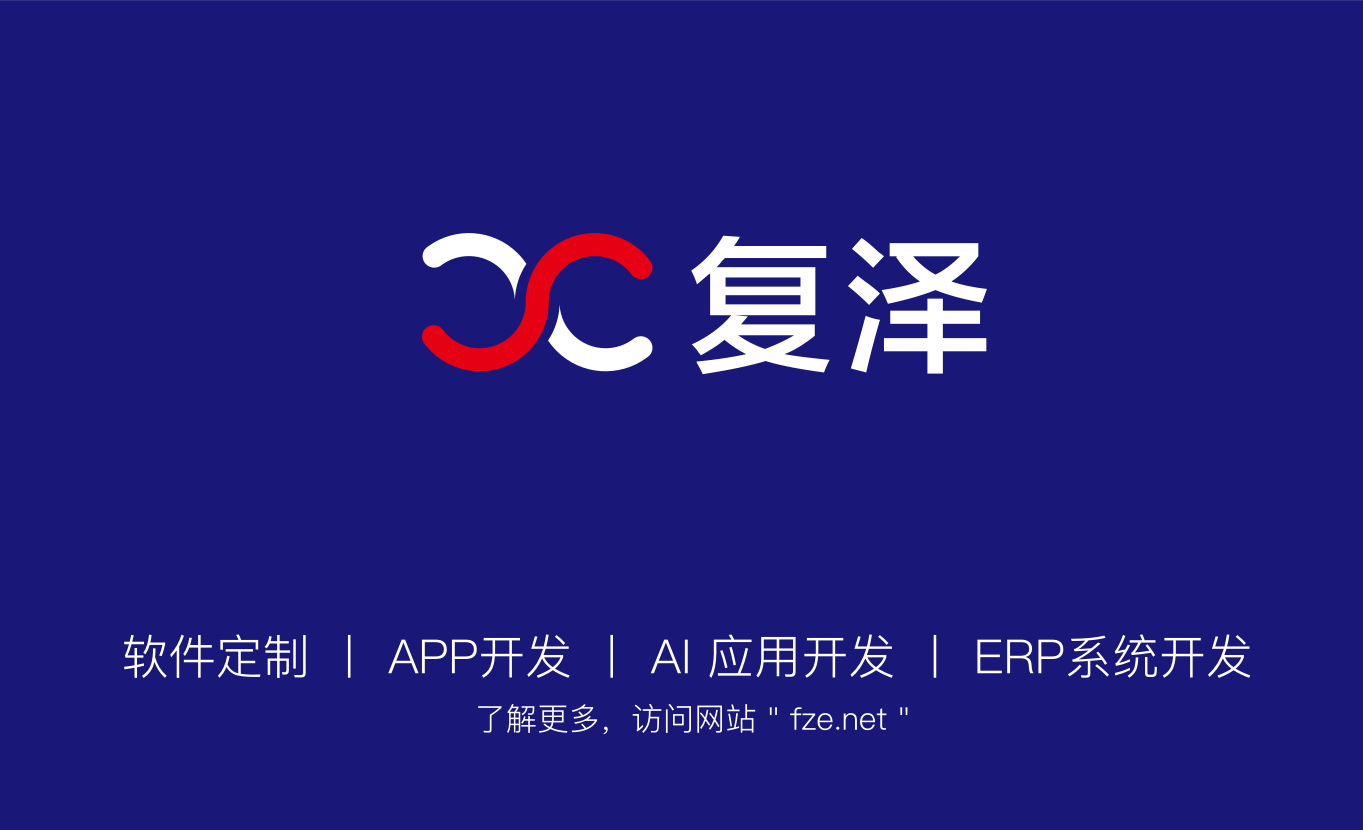 复泽
软件定制 | APP开发 | AI 应用开发 | ERP系统开发
了解更多，访问网站 " fze.net "